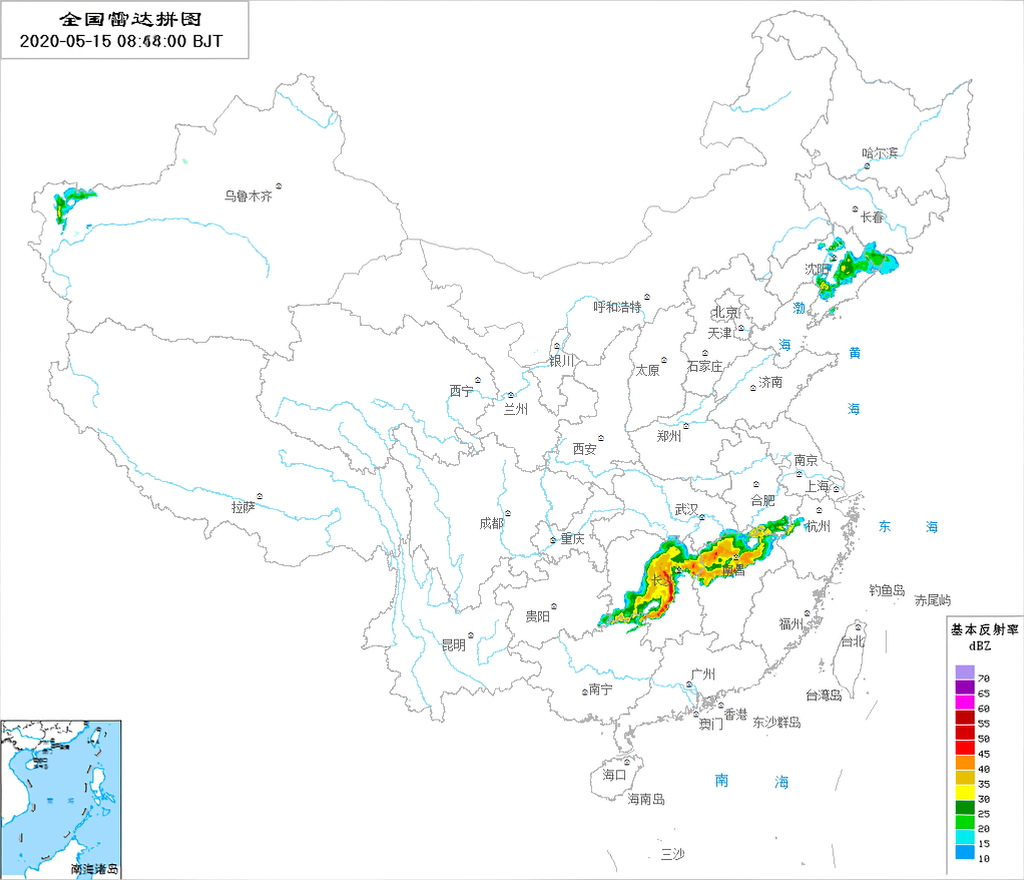 全国雷达拼图
2020-05-15 08:48:00 BJT
哈尔滨
乌鲁木齐
长春
沈阳
呼和浩特
北京
渤
天津
海
黄
银川
太原
石家庄
济南
西宁
兰州
海
郑州
西安
南京
上海
合肥
拉萨
武汉
成都
杭州
东 海
重庆
南昌
长沙
钓鱼岛
赤尾屿
贵阳
福州
昆明
台北
基本反射率
dBZ
广州
南宁
台湾岛
香港
澳门
东沙群岛
海口
南 海
海南岛
三沙
70
65
60
55
50
45
40
35
30
25
20
15
10
南 海
南海诸岛